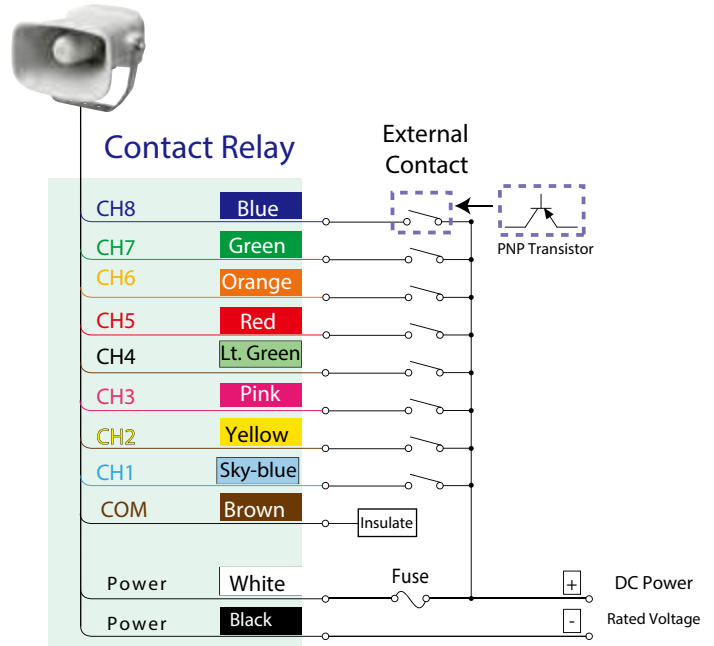 Contact Relay
External
Contact
CH8 Blue
PNP Transistor
CH7 Green
CH6 Orange
CH5 Red
CH4 Lt. Green
CH3 Pink
CH2 Yellow
CH1 Sky-blue
COM Brown
Insulate
Power White Fuse + DC Power
Power Black - Rated Voltage